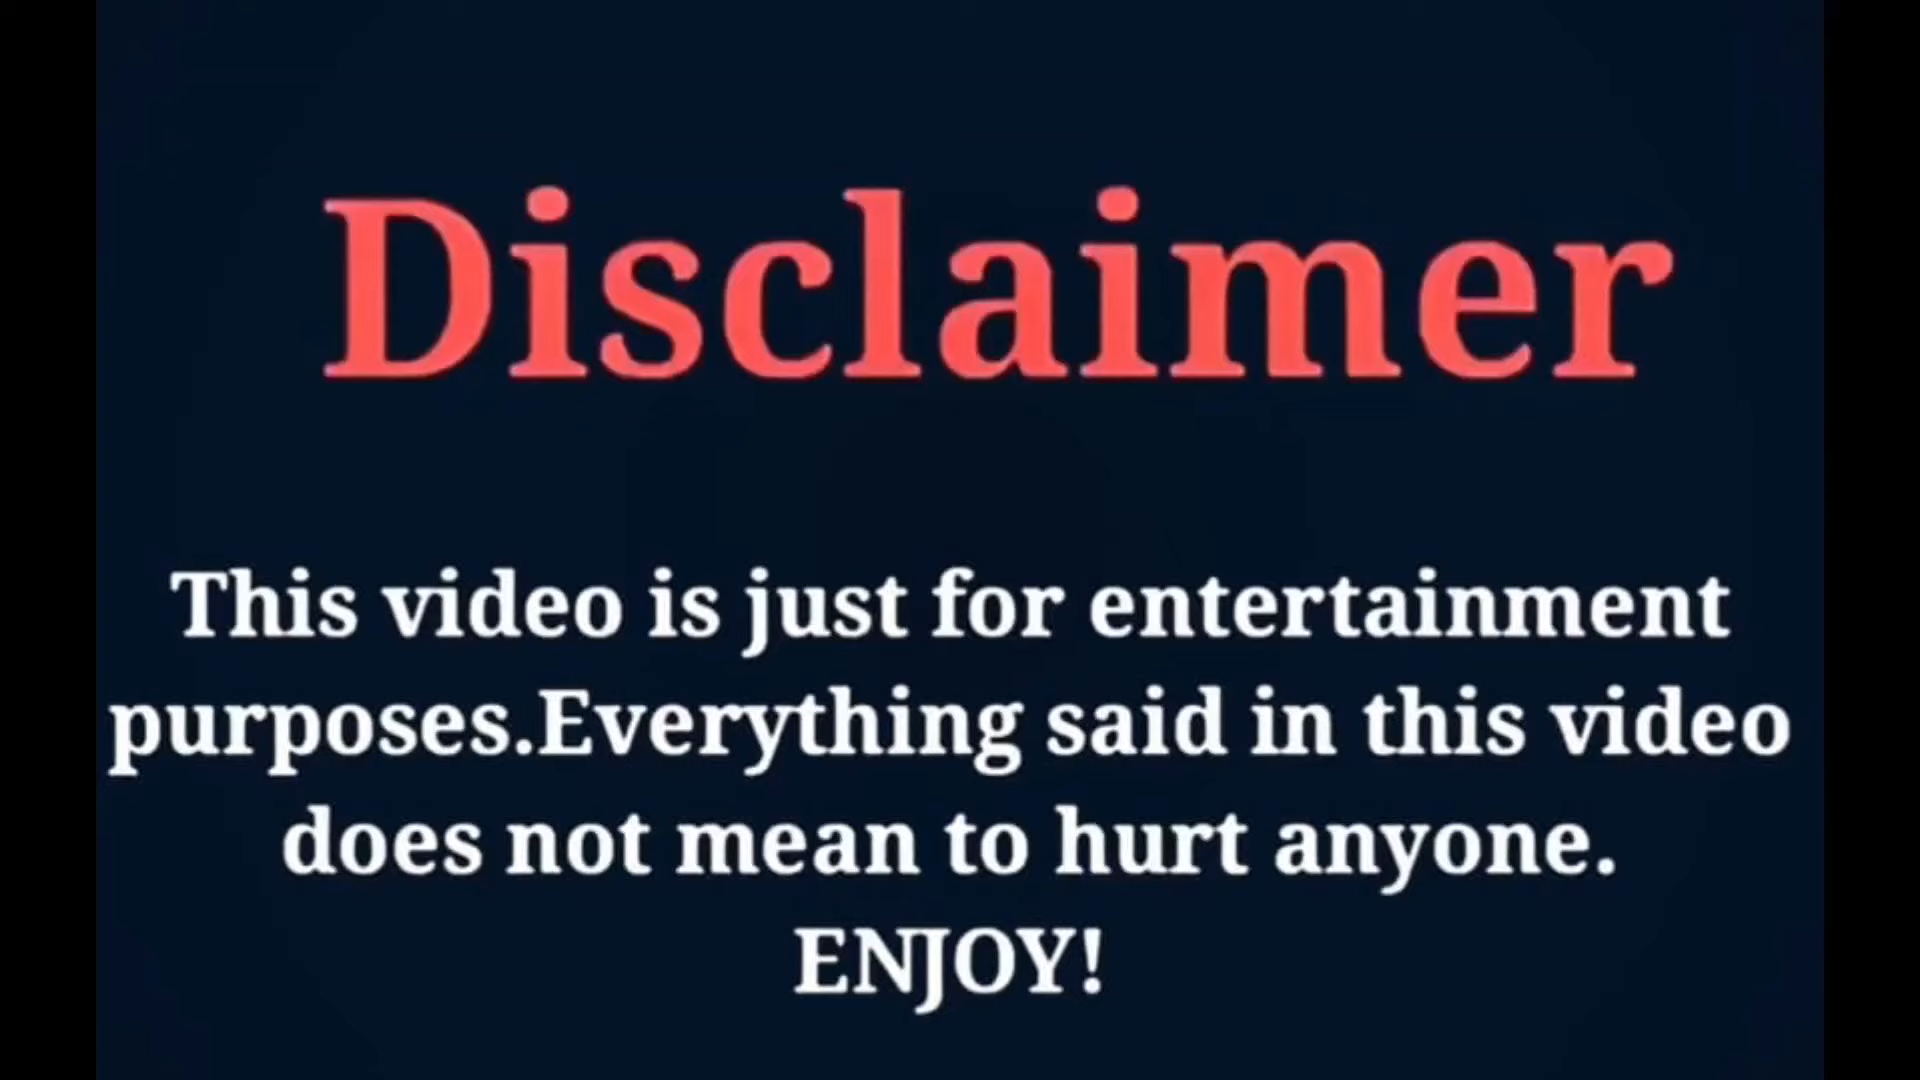 Disclaimer
This video is just for entertainment
purposes.Everything said in this video
does not mean to hurt anyone.
ENJOY!